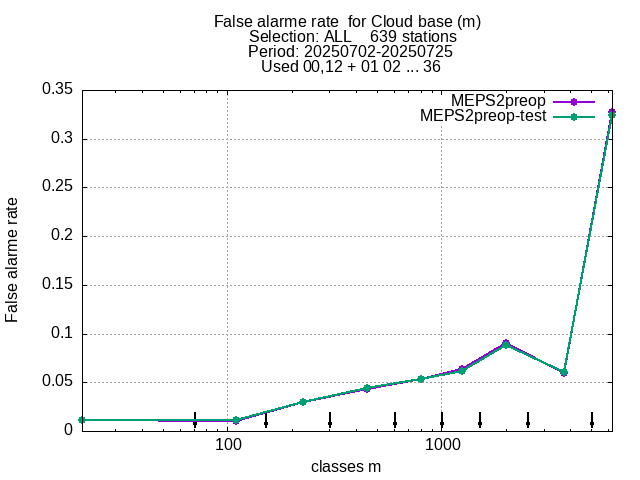 False alarme rate  for Cloud base (m)
Selection: ALL    639 stations
Period: 20250702-20250725
Used 00,12 + 01 02 ... 36
MEPS2preop
MEPS2preop-test
0.35
0.3
0.25
0.2
0.15
0.1
0.05
0
False alarme rate
100
1000
classes m